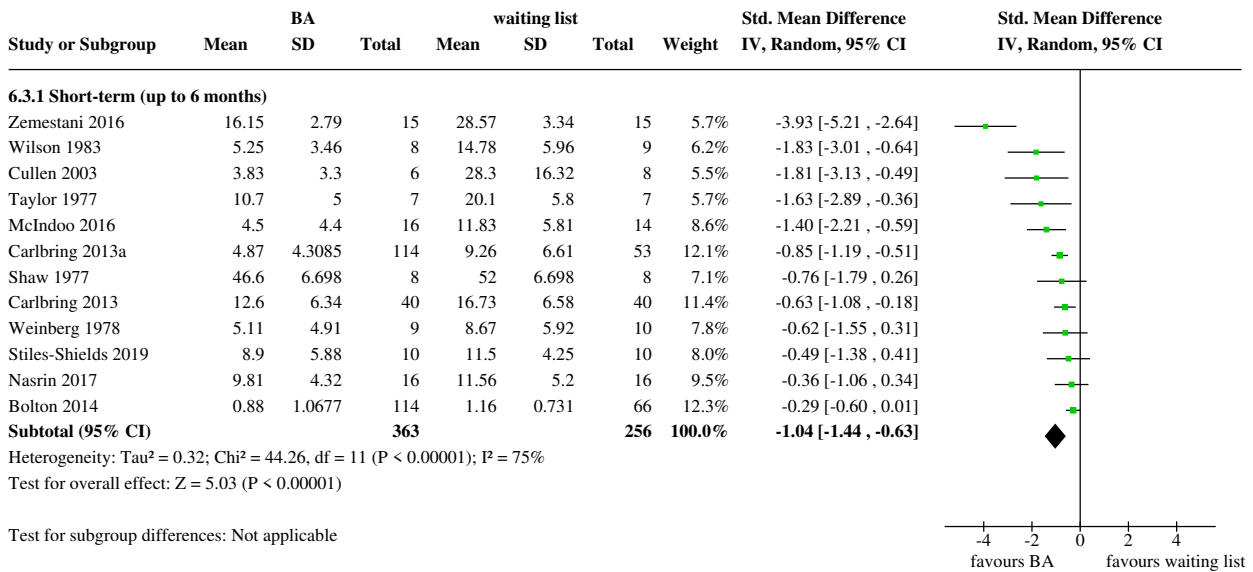 BA waiting list Std. Mean Difference Std. Mean Difference
Study or Subgroup Mean SD Total Mean SD Total Weight IV, Random, 95% CI IV, Random, 95% CI
6.3.1 Short-term (up to 6 months)
Zemestani 2016 16.15 2.79 15 28.57 3.34 15 5.7% -3.93 [-5.21 , -2.64]
Wilson 1983 5.25 3.46 8 14.78 5.96 9 6.2% -1.83 [-3.01 , -0.64]
Cullen 2003 3.83 3.3 6 28.3 16.32 8 5.5% -1.81 [-3.13 , -0.49]
Taylor 1977 10.7 5 7 20.1 5.8 7 5.7% -1.63 [-2.89 , -0.36]
McIndoo 2016 4.5 4.4 16 11.83 5.81 14 8.6% -1.40 [-2.21 , -0.59]
Carlbring 2013a 4.87 4.3085 114 9.26 6.61 53 12.1% -0.85 [-1.19 , -0.51]
Shaw 1977 46.6 6.698 8 52 6.698 8 7.1% -0.76 [-1.79 , 0.26]
Carlbring 2013 12.6 6.34 40 16.73 6.58 40 11.4% -0.63 [-1.08 , -0.18]
Weinberg 1978 5.11 4.91 9 8.67 5.92 10 7.8% -0.62 [-1.55 , 0.31]
Stiles-Shields 2019 8.9 5.88 10 11.5 4.25 10 8.0% -0.49 [-1.38 , 0.41]
Nasrin 2017 9.81 4.32 16 11.56 5.2 16 9.5% -0.36 [-1.06 , 0.34]
Bolton 2014 0.88 1.0677 114 1.16 0.731 66 12.3% -0.29 [-0.60 , 0.01]
Subtotal (95% CI) 363 256 100.0% -1.04 [-1.44 , -0.63]
Heterogeneity: Tau² = 0.32; Chi² = 44.26, df = 11 (P < 0.00001); I² = 75%
Test for overall effect: Z = 5.03 (P < 0.00001)
Test for subgroup differences: Not applicable
-4 -2 0 2 4
favours BA favours waiting list